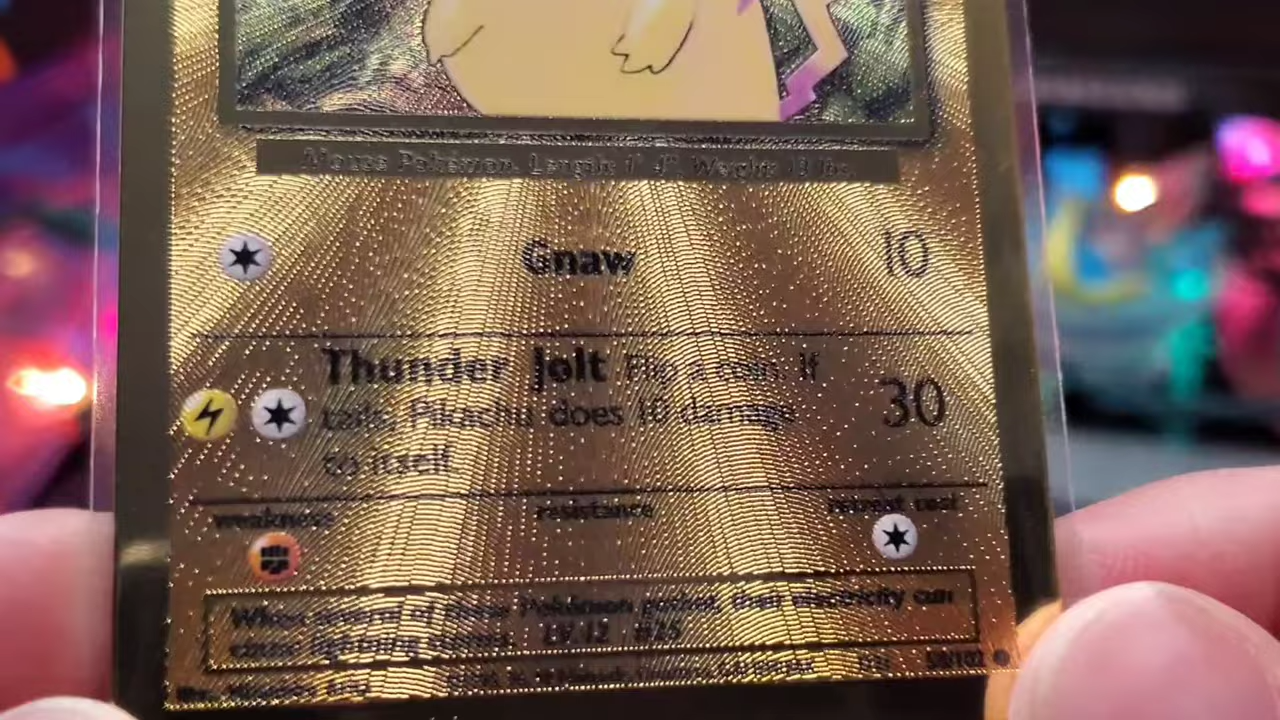 Mouse Pokémon. Length: 1' 4", Weight: 13 lbs.
Gnaw 10
Thunder Jolt Flip a coin. If
tails, Pikachu does 10 damage
to itself.
30
weakness resistance retreat cost
When several of these Pokémon gather, their electricity can
cause lightning storms. LV. 12 #25
58/102